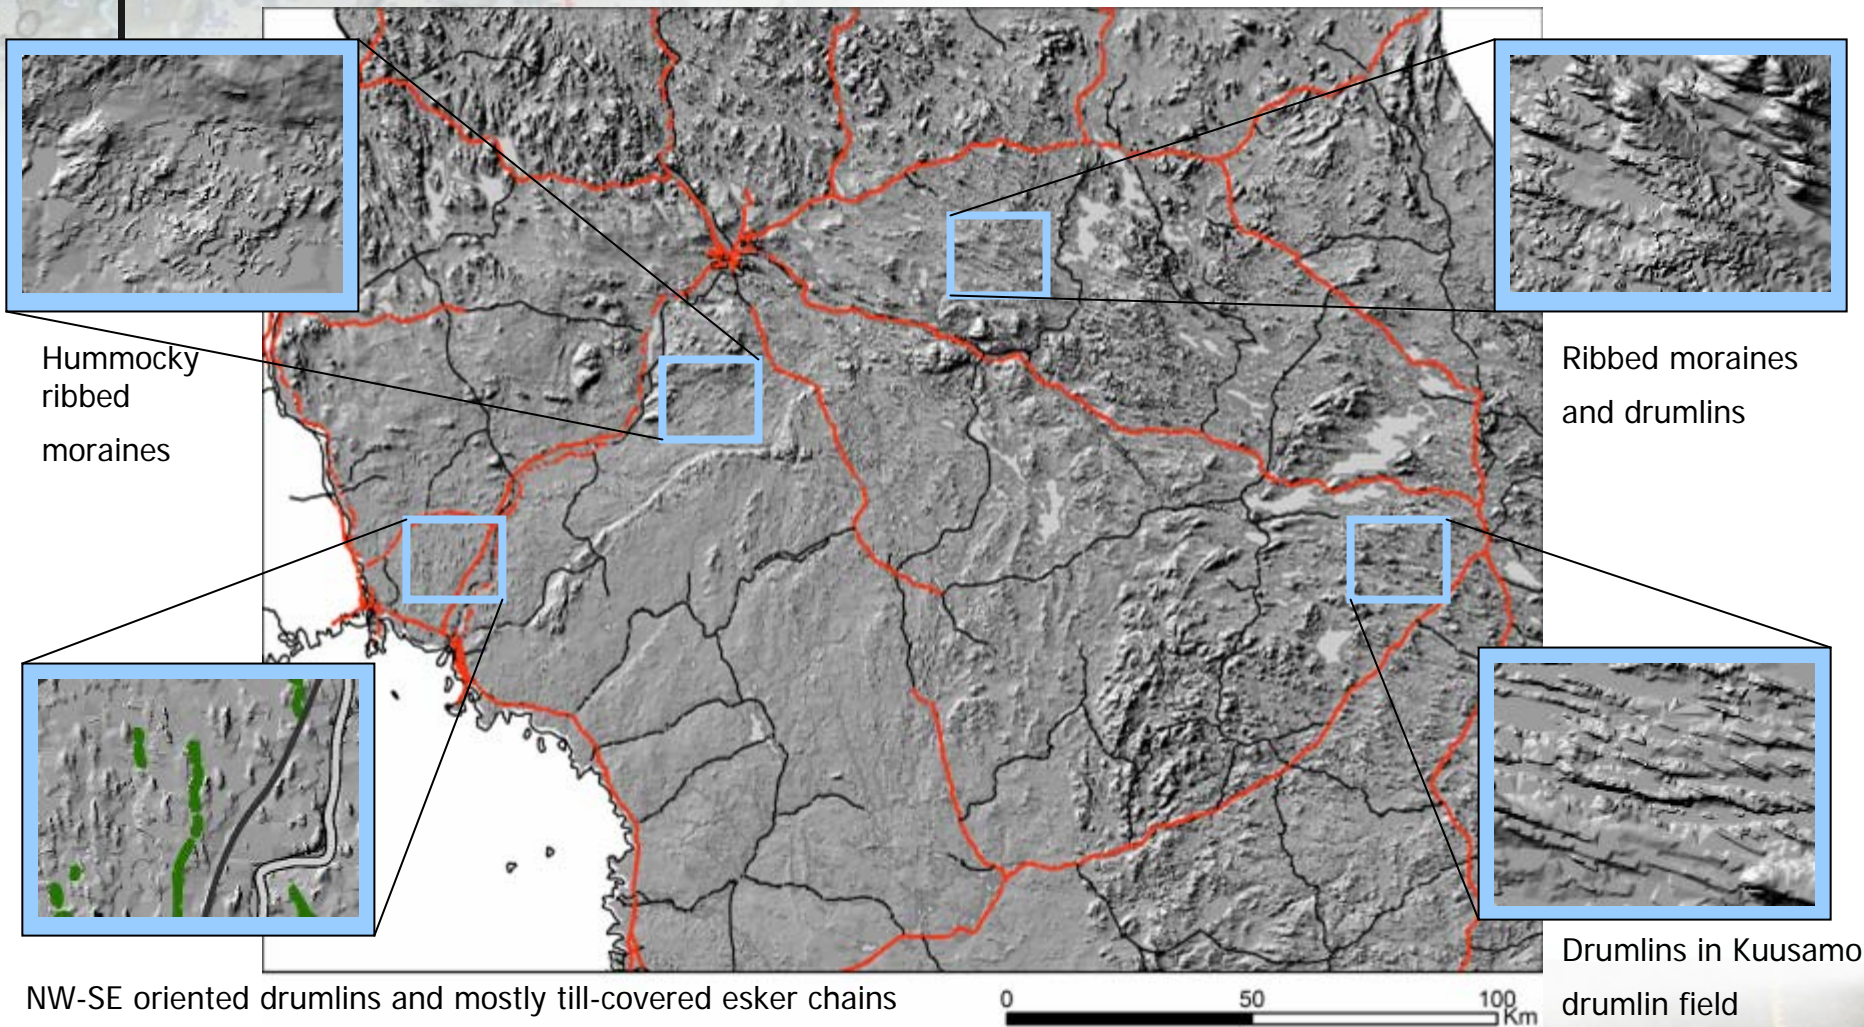 Hummocky
ribbed
moraines
Ribbed moraines
and drumlins
NW-SE oriented drumlins and mostly till-covered esker chains
0 50 100
Km
Drumlins in Kuusamo
drumlin field